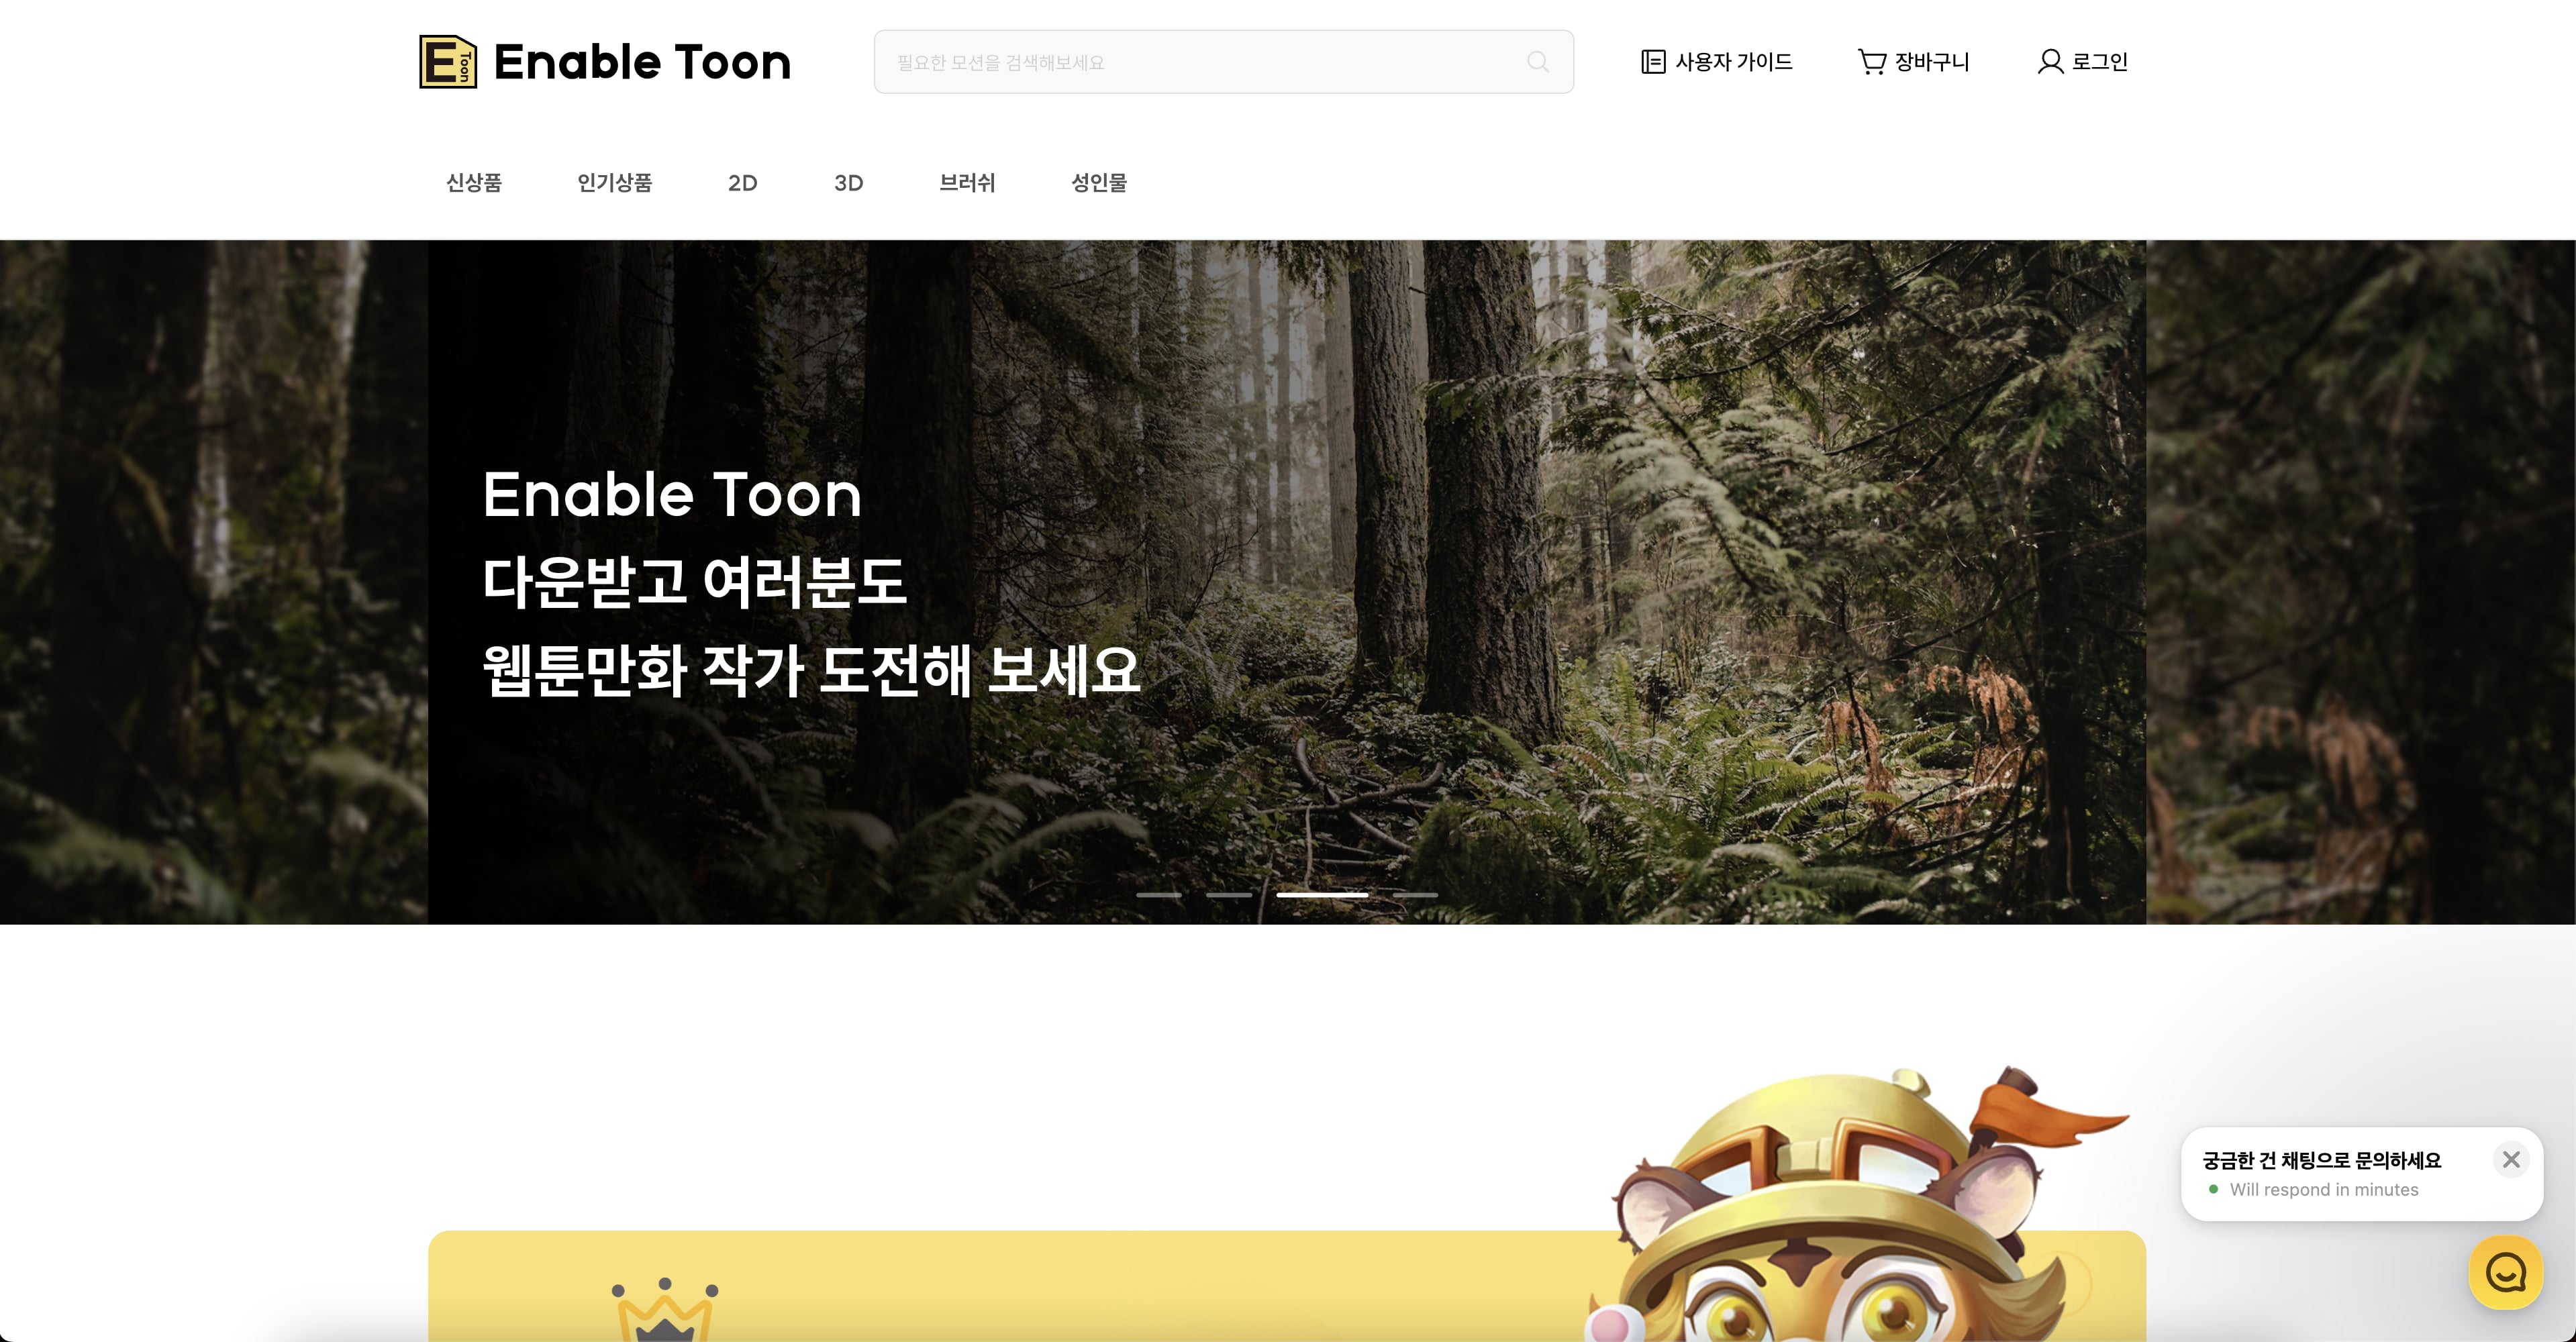 E Toon
Enable Toon
필요한 모션을 검색해보세요
사용자 가이드
장바구니
로그인
신상품
인기상품
2D
3D
브러쉬
성인물
Enable Toon
다운받고 여러분도
웹툰만화 작가 도전해 보세요
궁금한 건 채팅으로 문의하세요
Will respond in minutes